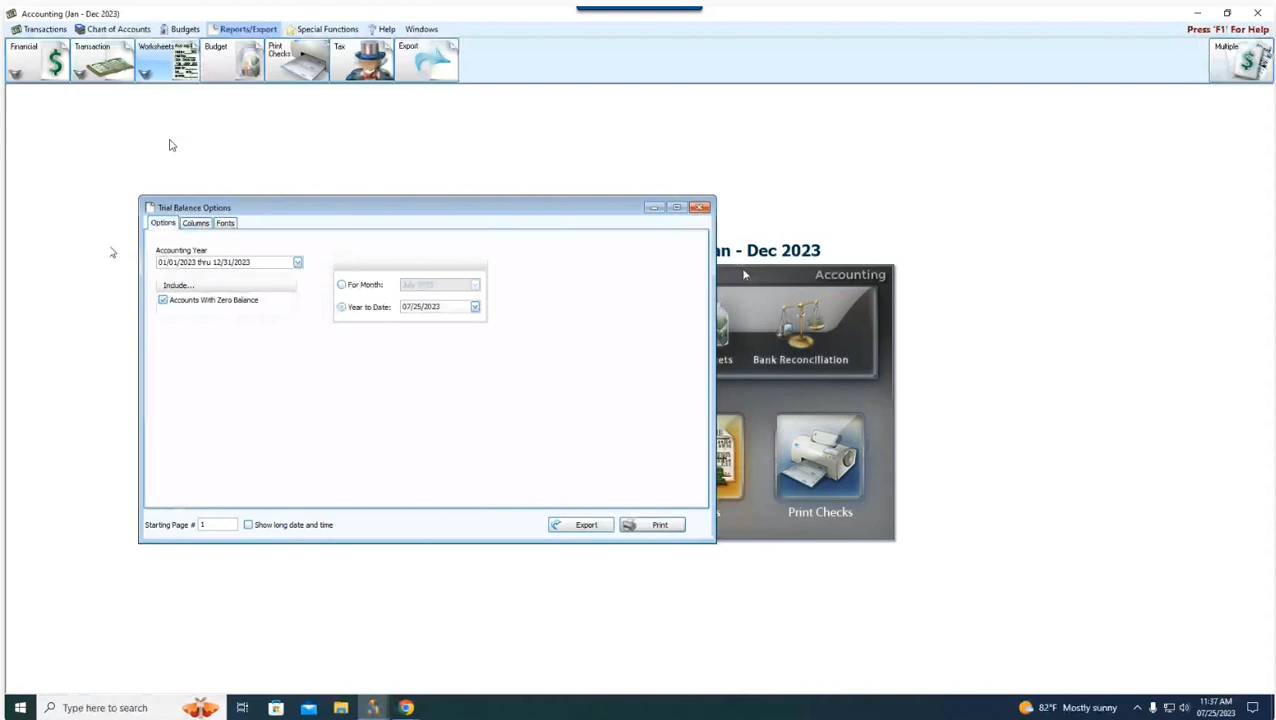 Accounting (Jan - Dec 2023)
Transactions Chart of Accounts Budgets Reports/Export Special Functions Help Windows
Press 'F1' For Help
Financial Transaction Worksheets Budget Print Checks Tax Export Multiple
Trial Balance Options
Options Columns Fonts
Accounting Year
01/01/2023 thru 12/31/2023
Include...
Accounts With Zero Balance
For Month:
Year to Date: 07/25/2023
Starting Page # 1 Show long date and time Export Print
an - Dec 2023
Accounting
ets Bank Reconciliation
s Print Checks
Type here to search
82°F Mostly sunny
11:37 AM
07/25/2023